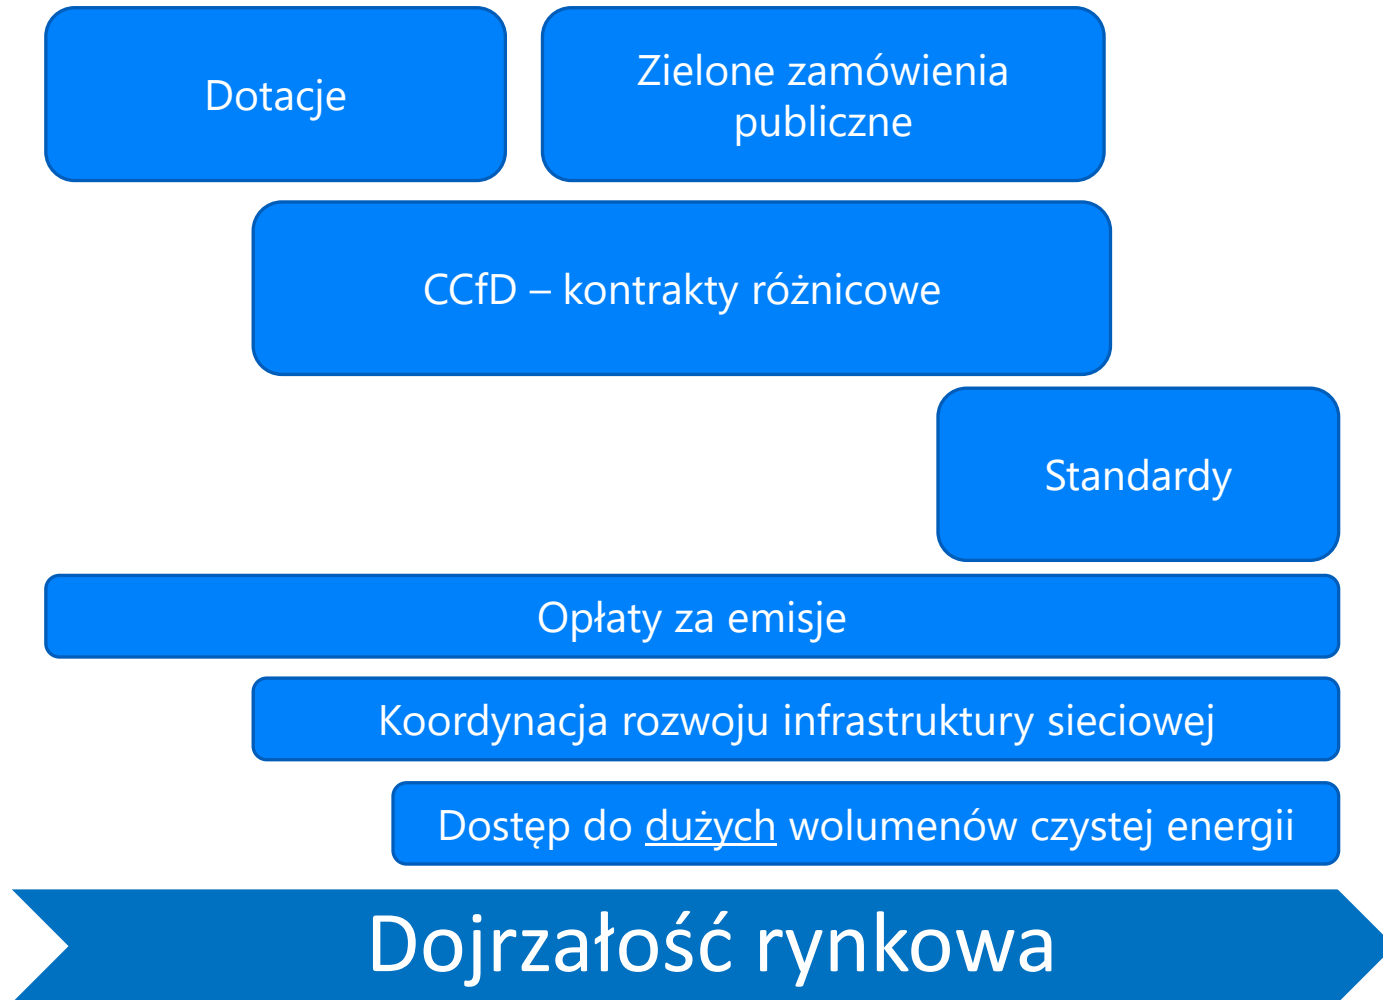 Dotacje
Zielone zamówienia
publiczne
CCfD – kontrakty różnicowe
Standardy
Opłaty za emisje
Koordynacja rozwoju infrastruktury sieciowej
Dostęp do dużych wolumenów czystej energii
Dojrzałość rynkowa